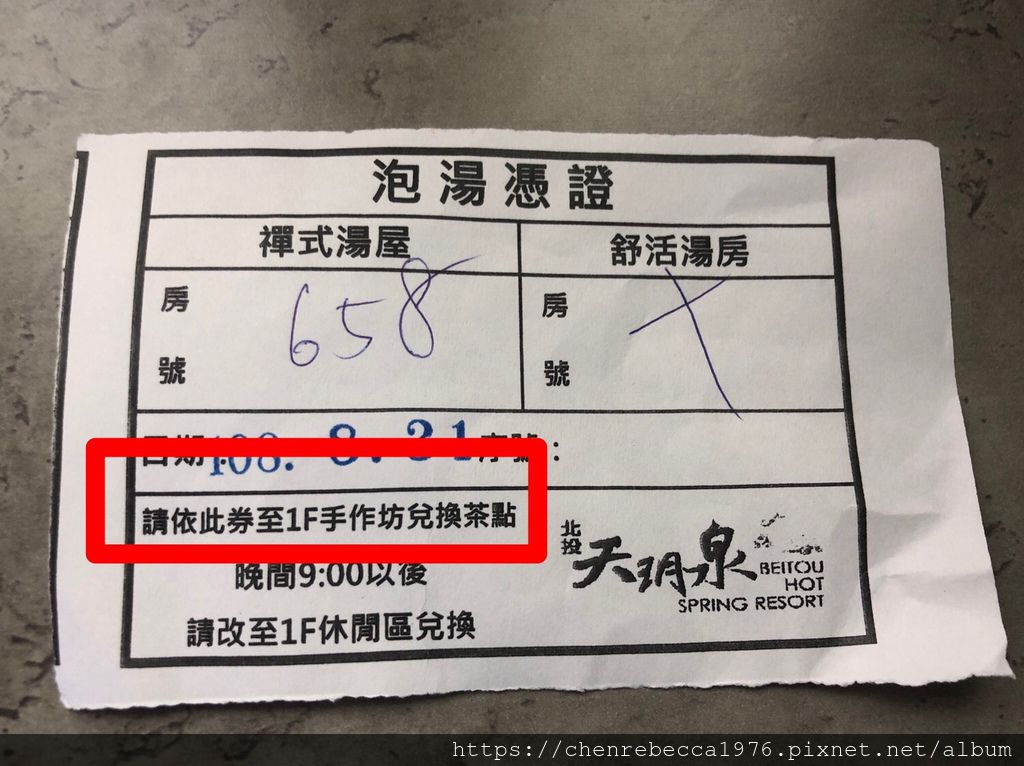 泡湯憑證
禪式湯屋 舒活湯房
房號 658 房號 X
日期：108.8.31 序號：
請依此券至1F手作坊兌換茶點
晚間9:00以後
請改至1F休閒區兌換
北投 天玥泉
BEITOU
HOT
SPRING RESORT
https://chenrebecca1976.pixnet.net/album